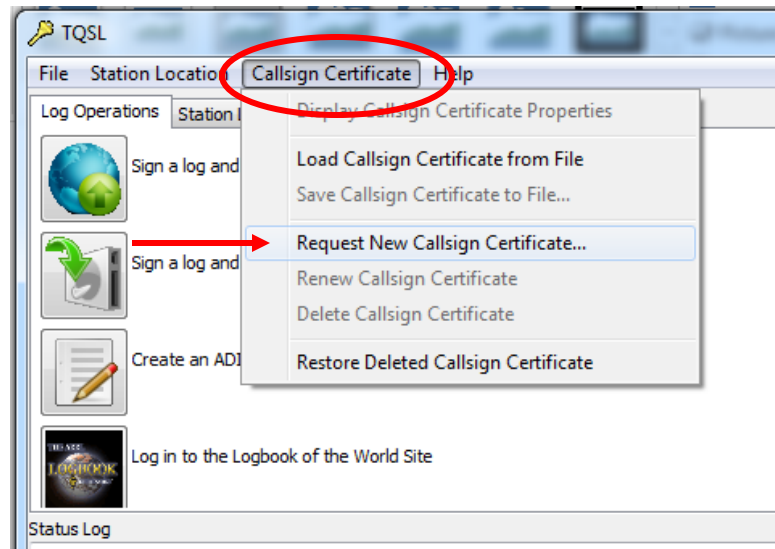 TQSL
File Station Location Callsign Certificate Help
Log Operations Station
Display Callsign Certificate Properties
Sign a log and
Load Callsign Certificate from File
Save Callsign Certificate to File...
Request New Callsign Certificate...
Sign a log and
Renew Callsign Certificate
Delete Callsign Certificate
Create an ADI
Restore Deleted Callsign Certificate
THE ARRL
LOGBOOK
Log in to the Logbook of the World Site
Status Log